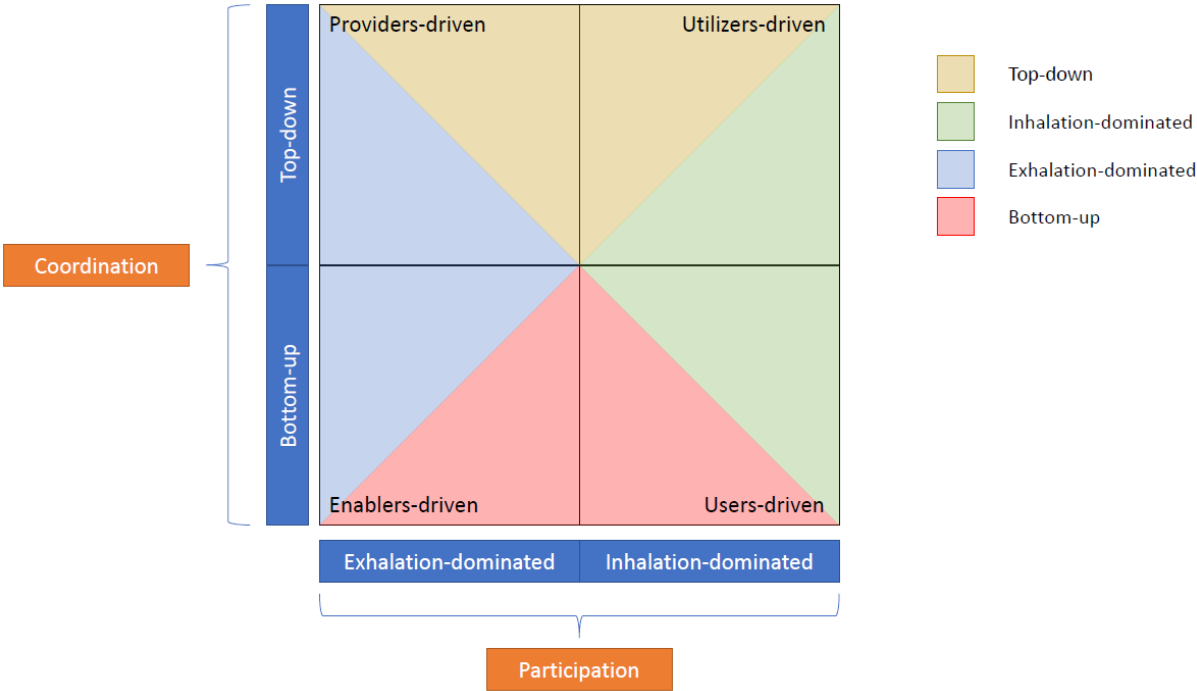 Providers-driven
Utilizers-driven
Top-down
Inhalation-dominated
Exhalation-dominated
Bottom-up
Top-down
Coordination
Bottom-up
Enablers-driven
Users-driven
Exhalation-dominated
Inhalation-dominated
Participation